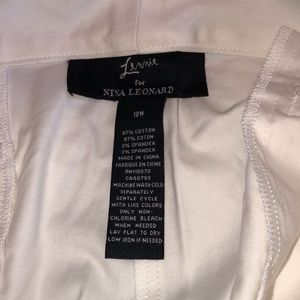 Lennie
for
NINA LEONARD
18W
97% COTTON
97% COTON
3% SPANDEX
3% SPANDEX
MADE IN CHINA
FABRIQUE EN CHINE
RN115070
CA40750
MACHINE WASH COLD
SEPARATELY
GENTLE CYCLE
WITH LIKE COLORS
ONLY NON-
CHLORINE BLEACH
WHEN NEEDED
LAY FLAT TO DRY
LOW IRON IF NEEDED